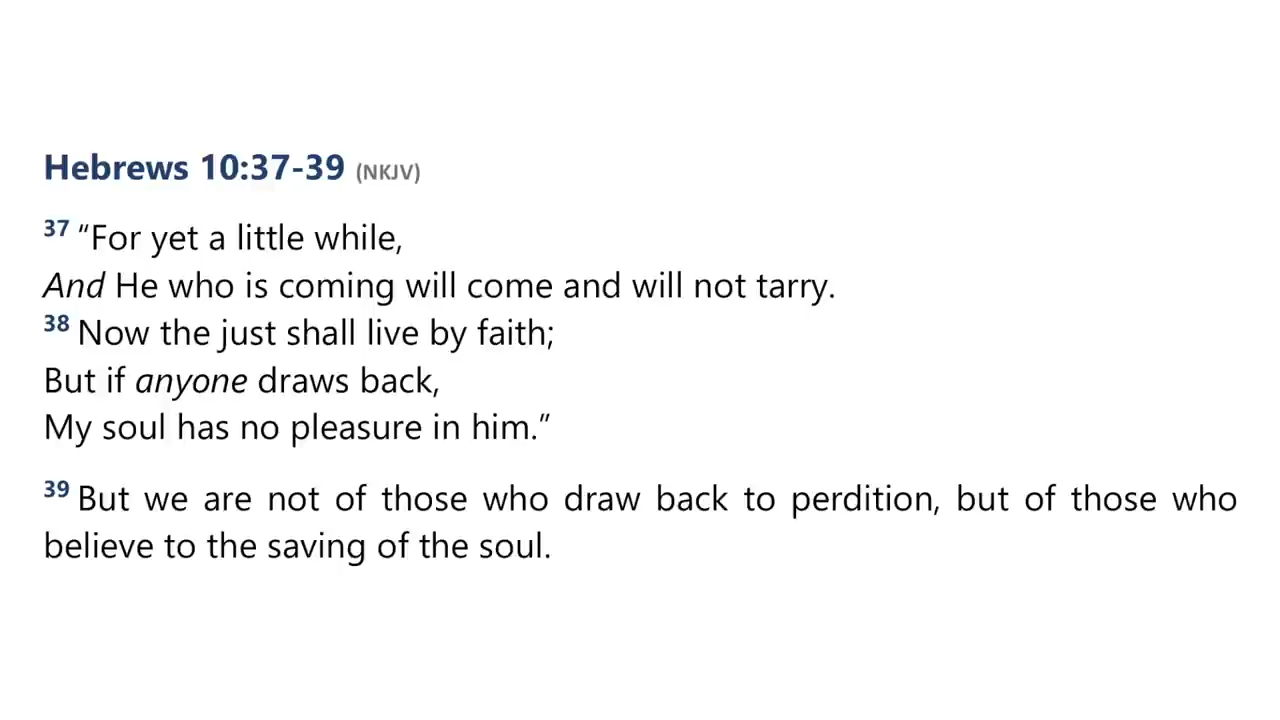 Hebrews 10:37-39 (NKJV)
37 “For yet a little while,
And He who is coming will come and will not tarry.
38 Now the just shall live by faith;
But if anyone draws back,
My soul has no pleasure in him.”
39 But we are not of those who draw back to perdition, but of those who
believe to the saving of the soul.